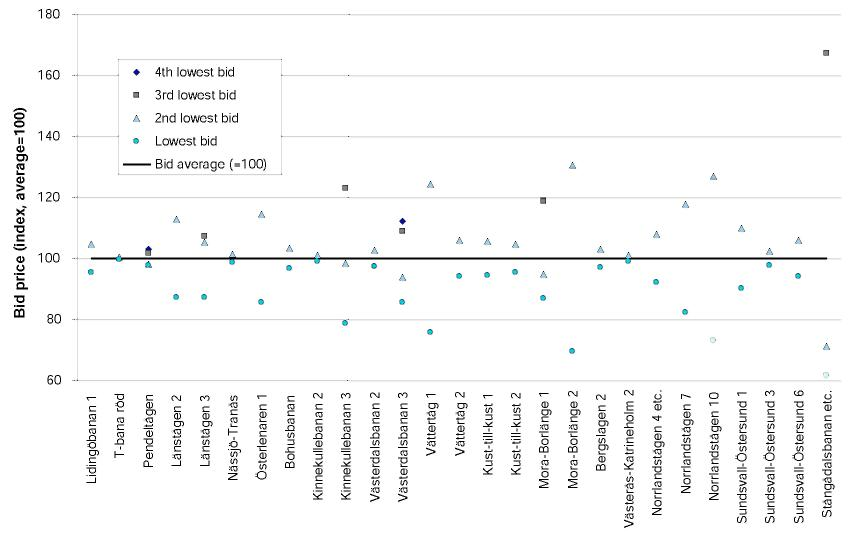 180
160
140
120
100
80
60
Bid price (index, average=100)
4th lowest bid
3rd lowest bid
2nd lowest bid
Lowest bid
Bid average (=100)
Lidingöbanan 1
T-bana röd
Pendeltågen
Länstågen 2
Länstågen 3
Nässjö-Tranås
Österlenaren 1
Bohusbanan
Kinnekullebanan 2
Kinnekullebanan 3
Västerdalsbanan 2
Västerdalsbanan 3
Vättertåg 1
Vättertåg 2
Kust-till-kust 1
Kust-till-kust 2
Mora-Borlänge 1
Mora-Borlänge 2
Bergslagen 2
Västerås-Katrineholm 2
Norrlandstågen 4 etc.
Norrlandstågen 7
Norrlandstågen 10
Sundsvall-Östersund 1
Sundsvall-Östersund 3
Sundsvall-Östersund 6
Stångådalsbanan etc.